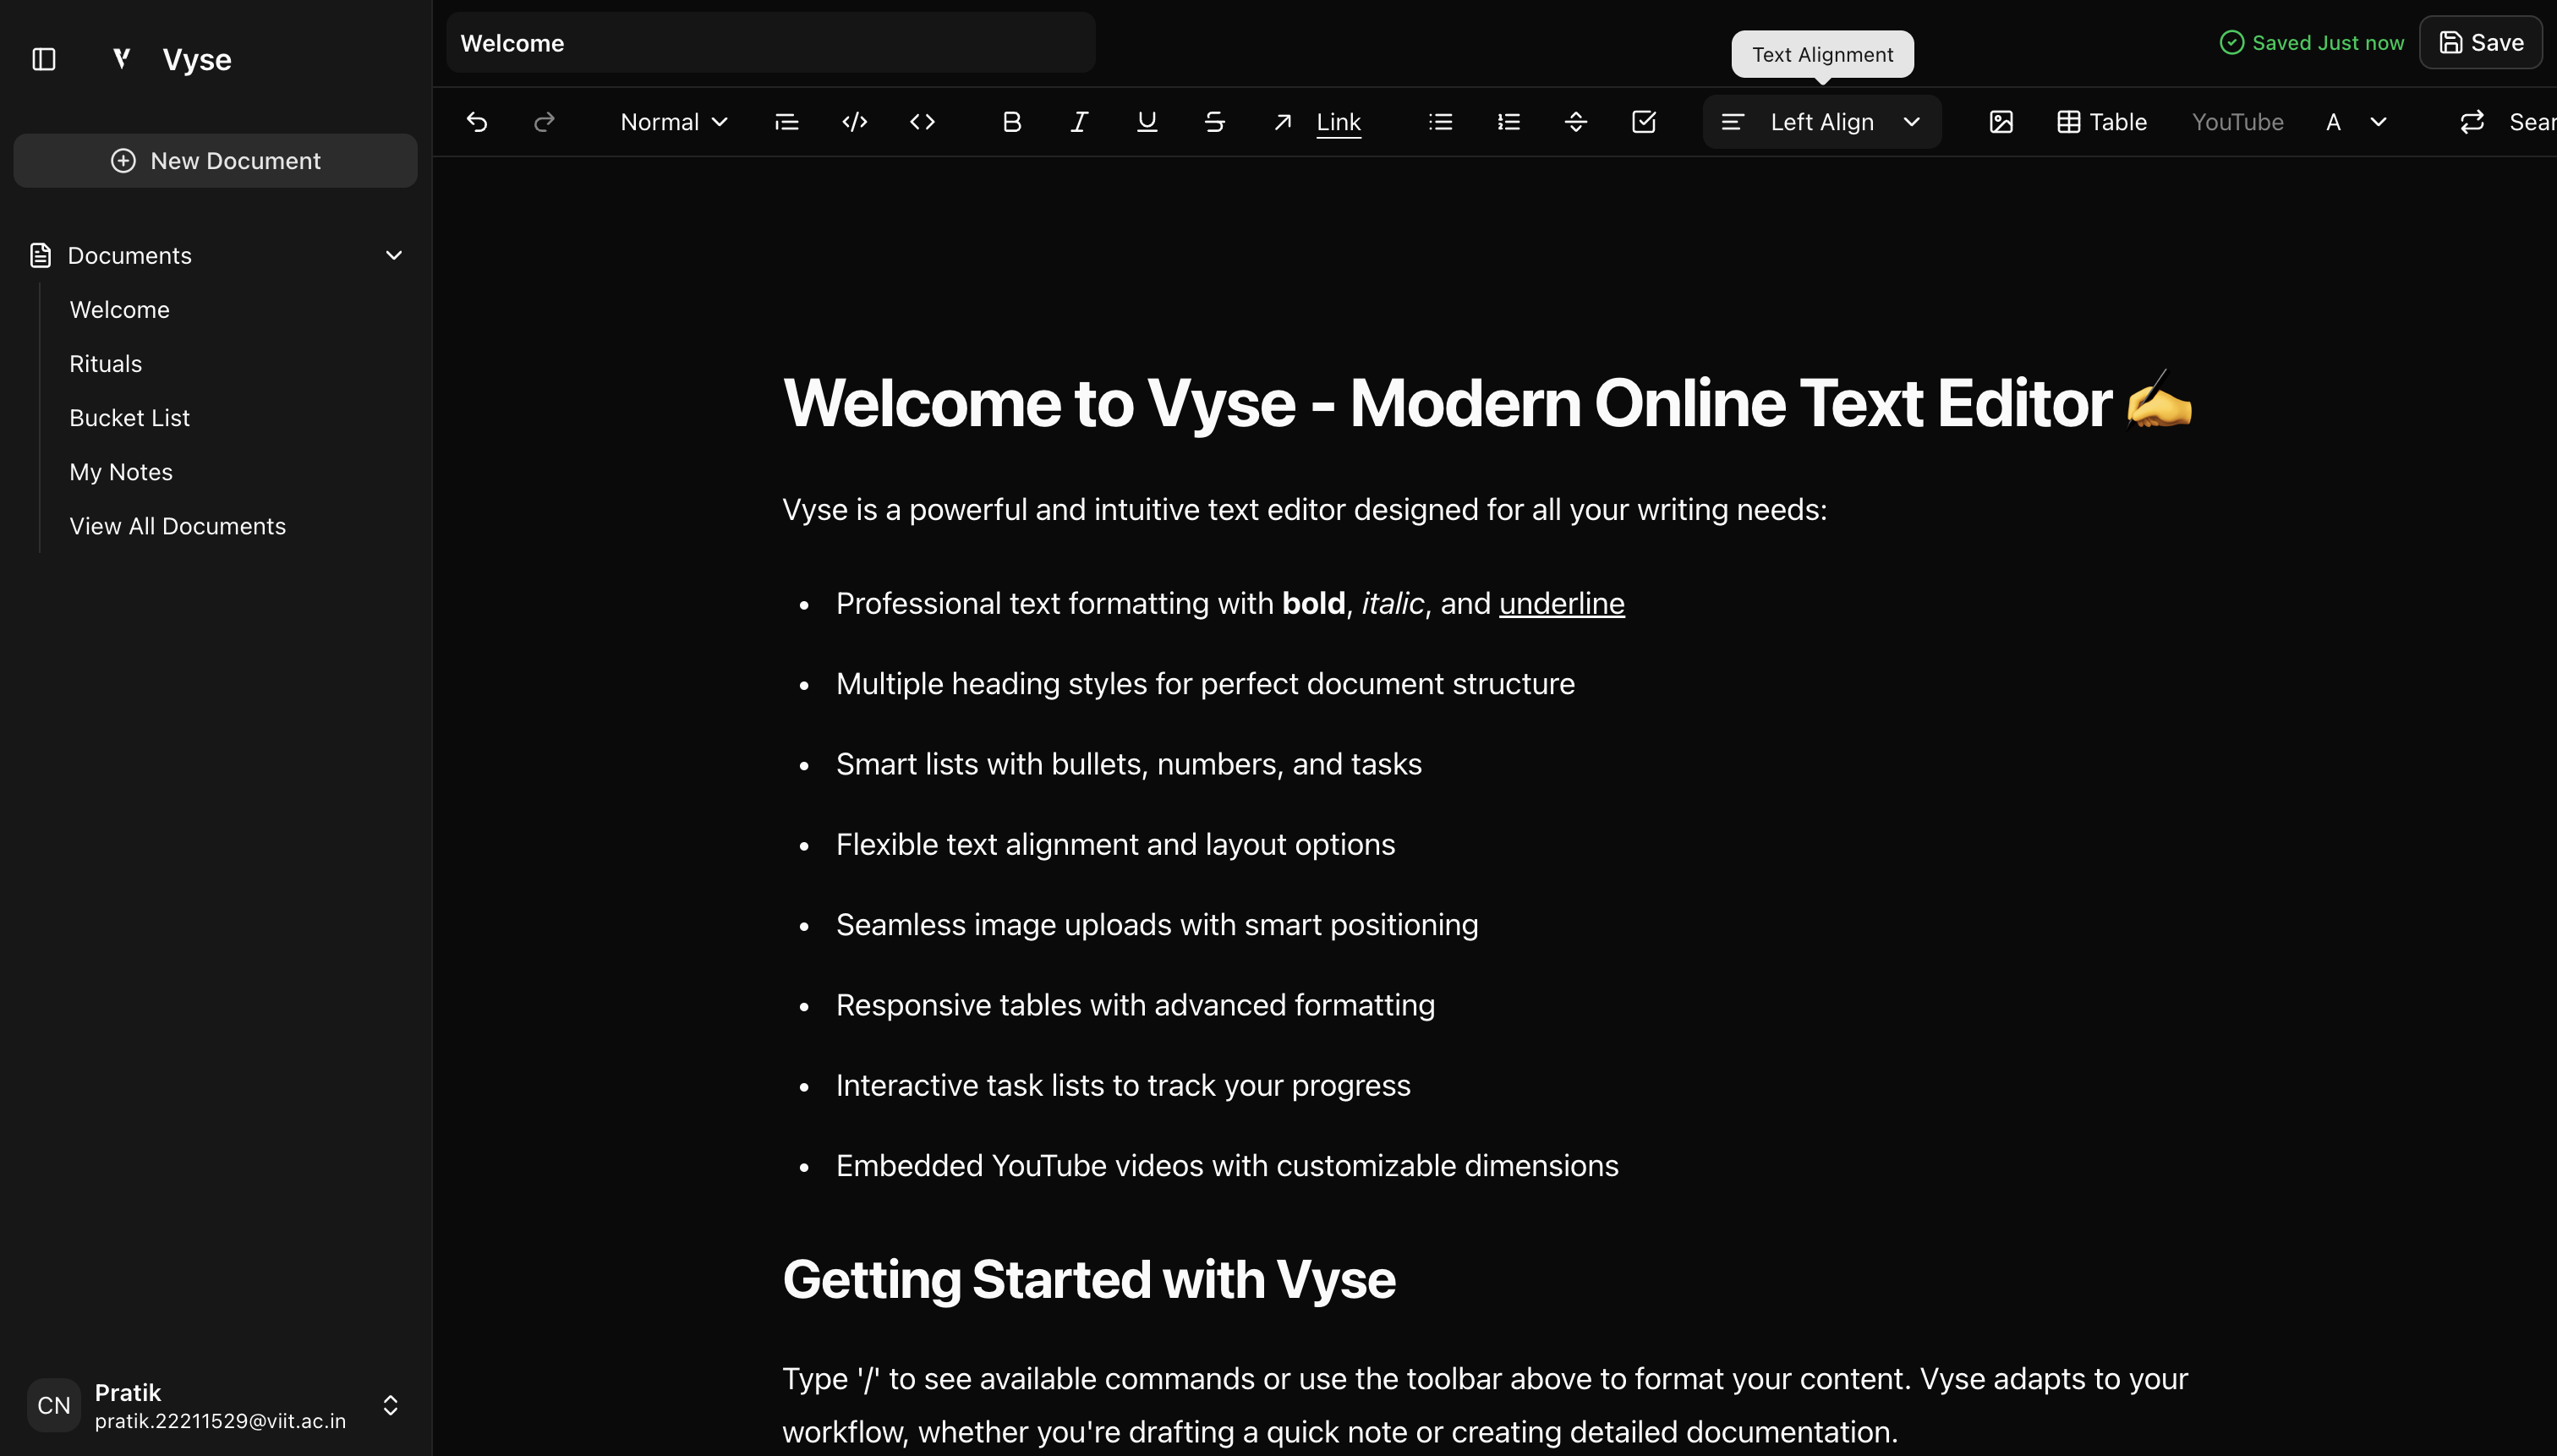 Vyse
New Document
Documents
Welcome
Rituals
Bucket List
My Notes
View All Documents
CN
Pratik
pratik.22211529@viit.ac.in
Welcome
Text Alignment
Saved Just now
Save
Normal
B
I
U
S
Link
Left Align
Table
YouTube
A
Sear
Welcome to Vyse - Modern Online Text Editor ✍️
Vyse is a powerful and intuitive text editor designed for all your writing needs:
• Professional text formatting with bold, italic, and underline
• Multiple heading styles for perfect document structure
• Smart lists with bullets, numbers, and tasks
• Flexible text alignment and layout options
• Seamless image uploads with smart positioning
• Responsive tables with advanced formatting
• Interactive task lists to track your progress
• Embedded YouTube videos with customizable dimensions
Getting Started with Vyse
Type '/' to see available commands or use the toolbar above to format your content. Vyse adapts to your
workflow, whether you're drafting a quick note or creating detailed documentation.